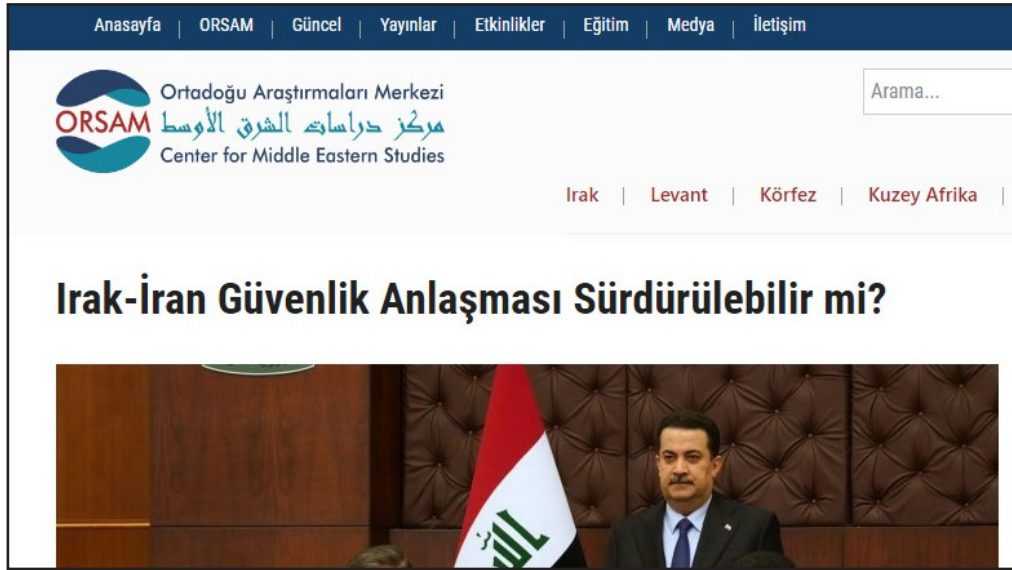 Anasayfa | ORSAM | Güncel | Yayınlar | Etkinlikler | Eğitim | Medya | İletişim
Ortadoğu Araştırmaları Merkezi
ORSAM
مركز دراسات الشرق الأوسط
Center for Middle Eastern Studies
Arama...
Irak | Levant | Körfez | Kuzey Afrika |
Irak-İran Güvenlik Anlaşması Sürdürülebilir mi?